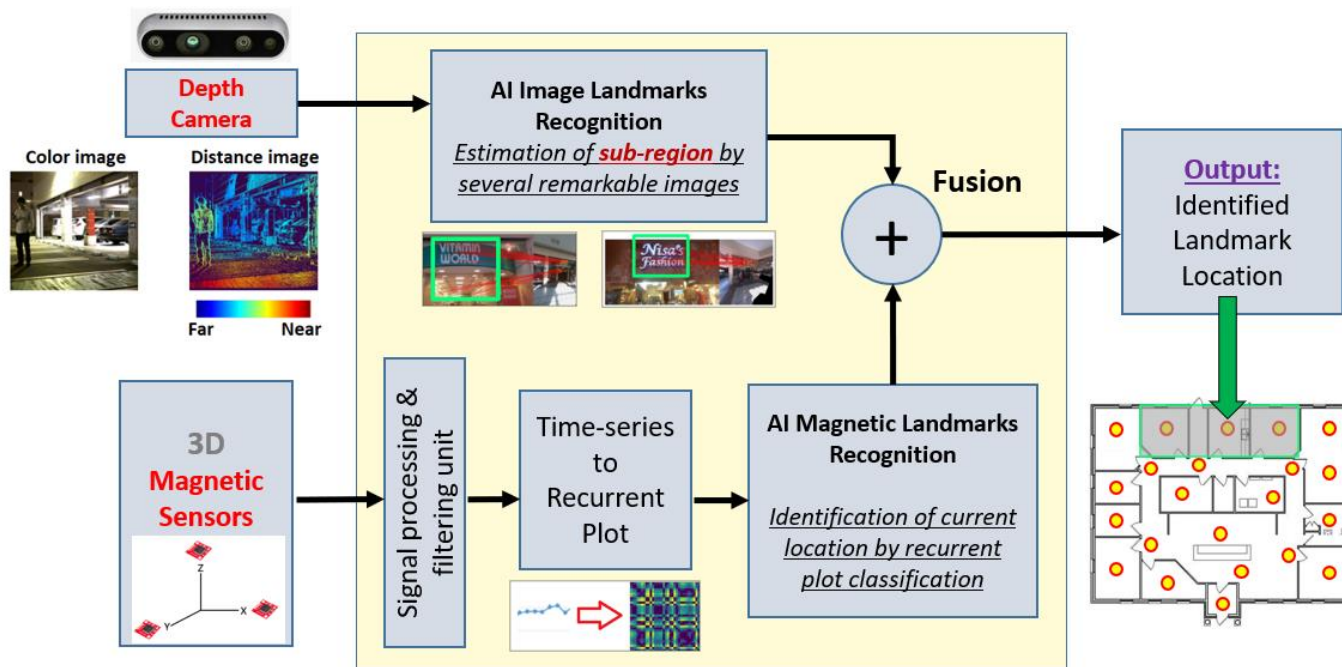 Depth
Camera
Color image
Distance image
Far
Near
AI Image Landmarks
Recognition
Estimation of sub-region by
several remarkable images
VITAMIN
WORLD
Nisa's
Fashion
Fusion
+
Output:
Identified
Landmark
Location
3D
Magnetic
Sensors
Z
X
Y
Signal processing &
filtering unit
Time-series
to
Recurrent
Plot
AI Magnetic Landmarks
Recognition
Identification of current
location by recurrent
plot classification